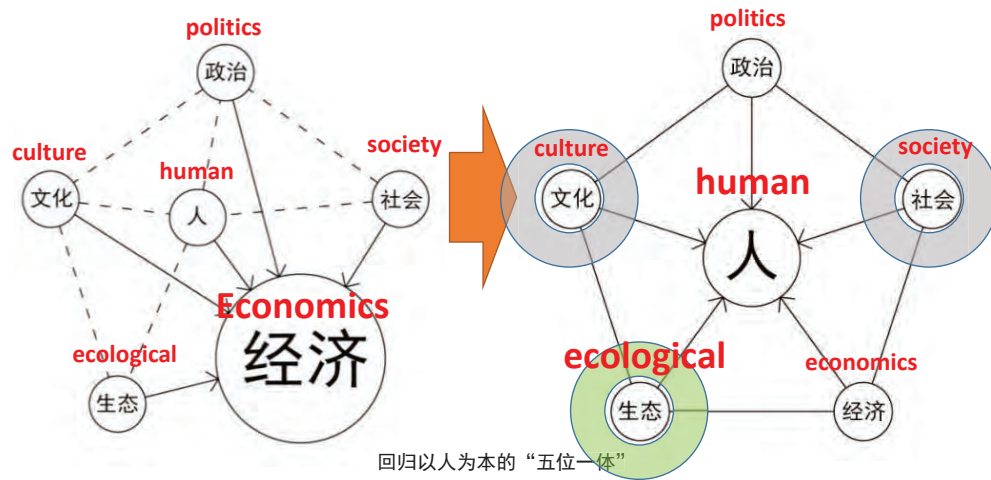 politics
政治
culture
文化
human
人
society
社会
Economics
经济
ecological
生态
politics
政治
culture
文化
society
社会
human
人
ecological
生态
economics
经济
回归以人为本的“五位一体”